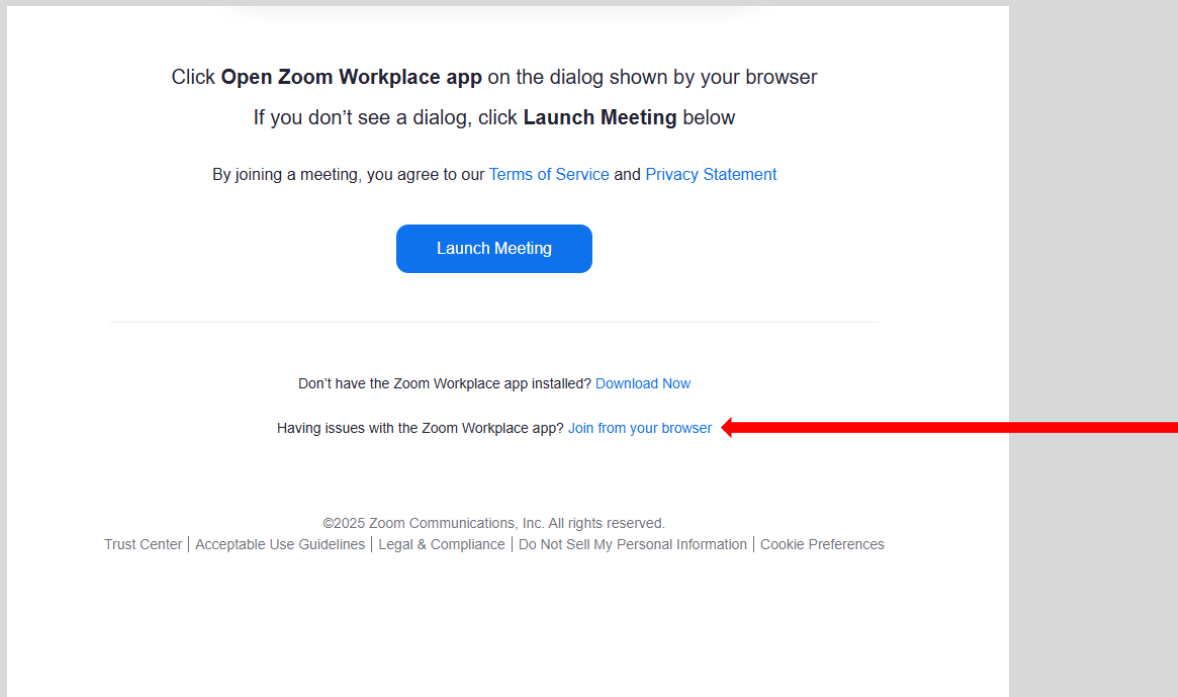 Click Open Zoom Workplace app on the dialog shown by your browser
If you don’t see a dialog, click Launch Meeting below
By joining a meeting, you agree to our Terms of Service and Privacy Statement
Launch Meeting
Don’t have the Zoom Workplace app installed? Download Now
Having issues with the Zoom Workplace app? Join from your browser
©2025 Zoom Communications, Inc. All rights reserved.
Trust Center | Acceptable Use Guidelines | Legal & Compliance | Do Not Sell My Personal Information | Cookie Preferences